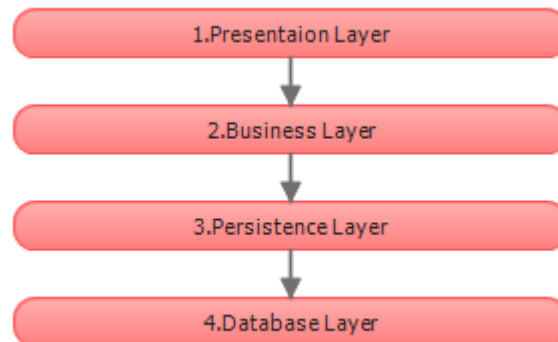 1.Presentaion Layer
2.Business Layer
3.Persistence Layer
4.Database Layer